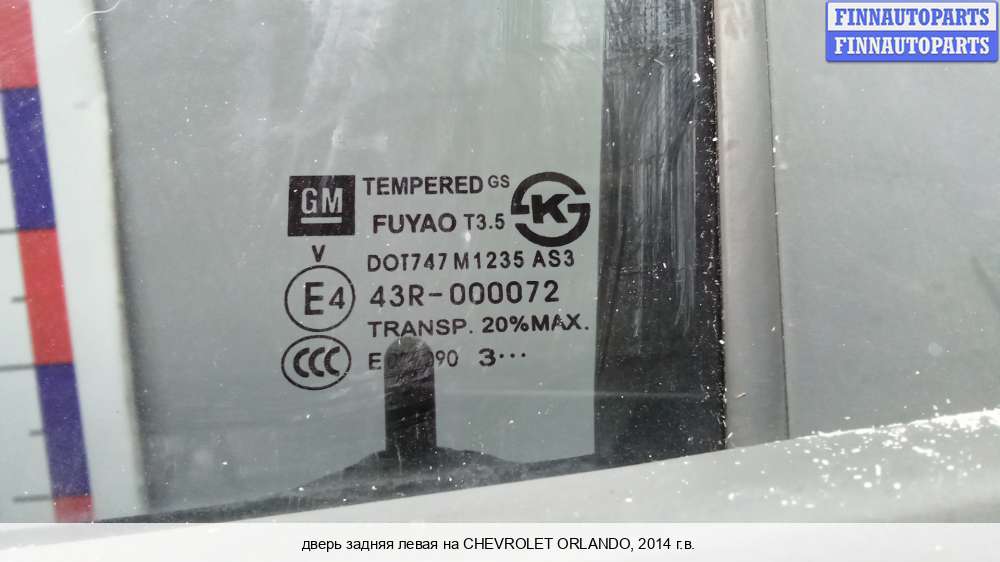 FINNAUTOPARTS
FINNAUTOPARTS
GM
TEMPERED GS
FUYAO T3.5
K
V
DOT747 M1235 AS3
E4
43R-000072
TRANSP. 20%MAX.
CCC
3•••
дверь задняя левая на CHEVROLET ORLANDO, 2014 г.в.